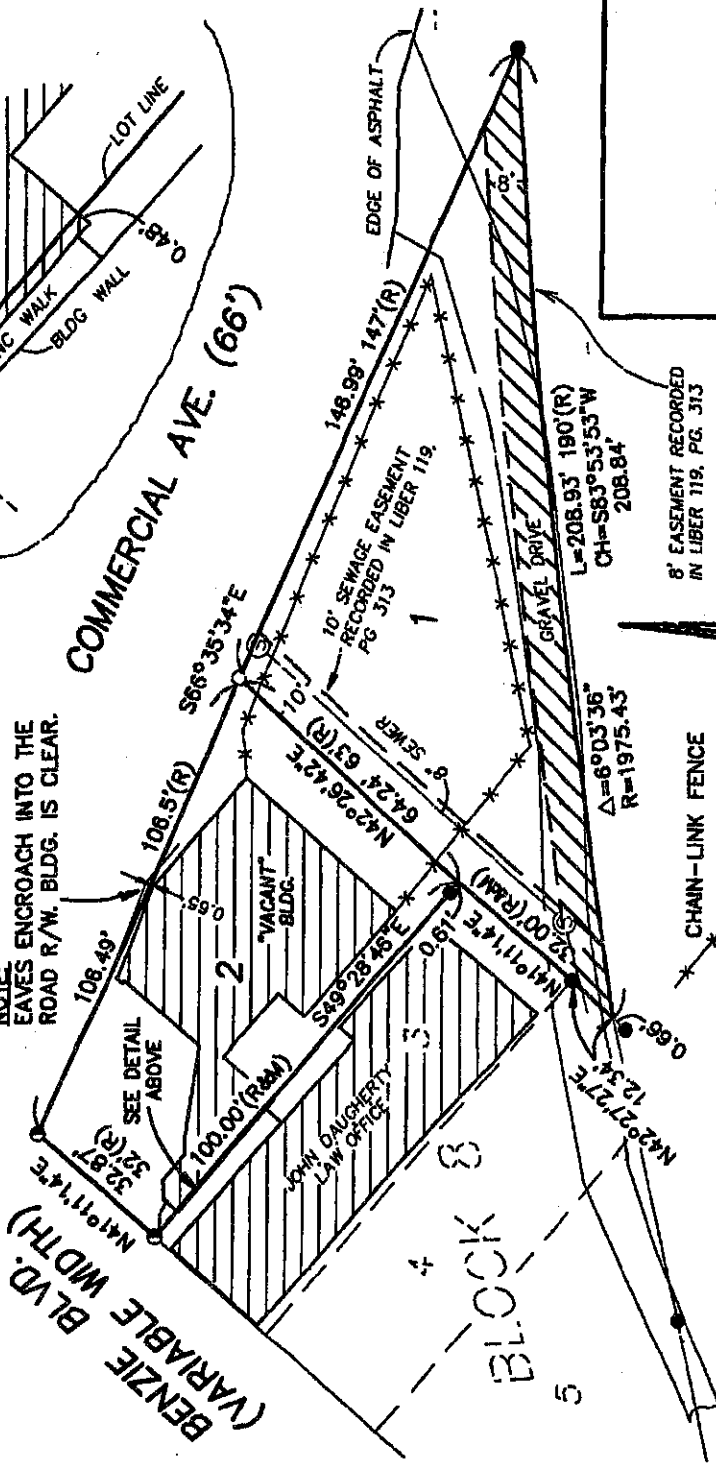 NOTE:
EAVES ENCROACH INTO THE
ROAD R/W. BLDG. IS CLEAR.
WALK
BLDG WALL
LOT LINE
0.48'
COMMERCIAL AVE. (66')
BENZIE BLVD.
(VARIABLE WIDTH)
N41°11'14"E
32.87'
32'(R)
106.49'
106.5'(R)
0.65'
S66°35'34"E
146.99' 147'(R)
EDGE OF ASPHALT
SEE DETAIL
ABOVE
2
"VACANT"
BLDG.
100.00'(R&M)
S49°28'46"E
0.61'
JOHN DAUGHERTY
LAW OFFICE
3
N42°26'42"E
64.24' 63'(R)
10'
8" SEWER
10' SEWAGE EASEMENT
RECORDED IN LIBER 119,
PG 313
1
8'
N41°11'14"E
32.00'(R&M)
S
S
N42°27'27"E
12.34'
0.66'
GRAVEL DRIVE
L=208.93' 190'(R)
CH=S83°53'53"W
208.84'
Δ=6°03'36"
R=1975.43'
8' EASEMENT RECORDED
IN LIBER 119, PG. 313
4
BLOCK 8
5
CHAIN-LINK FENCE